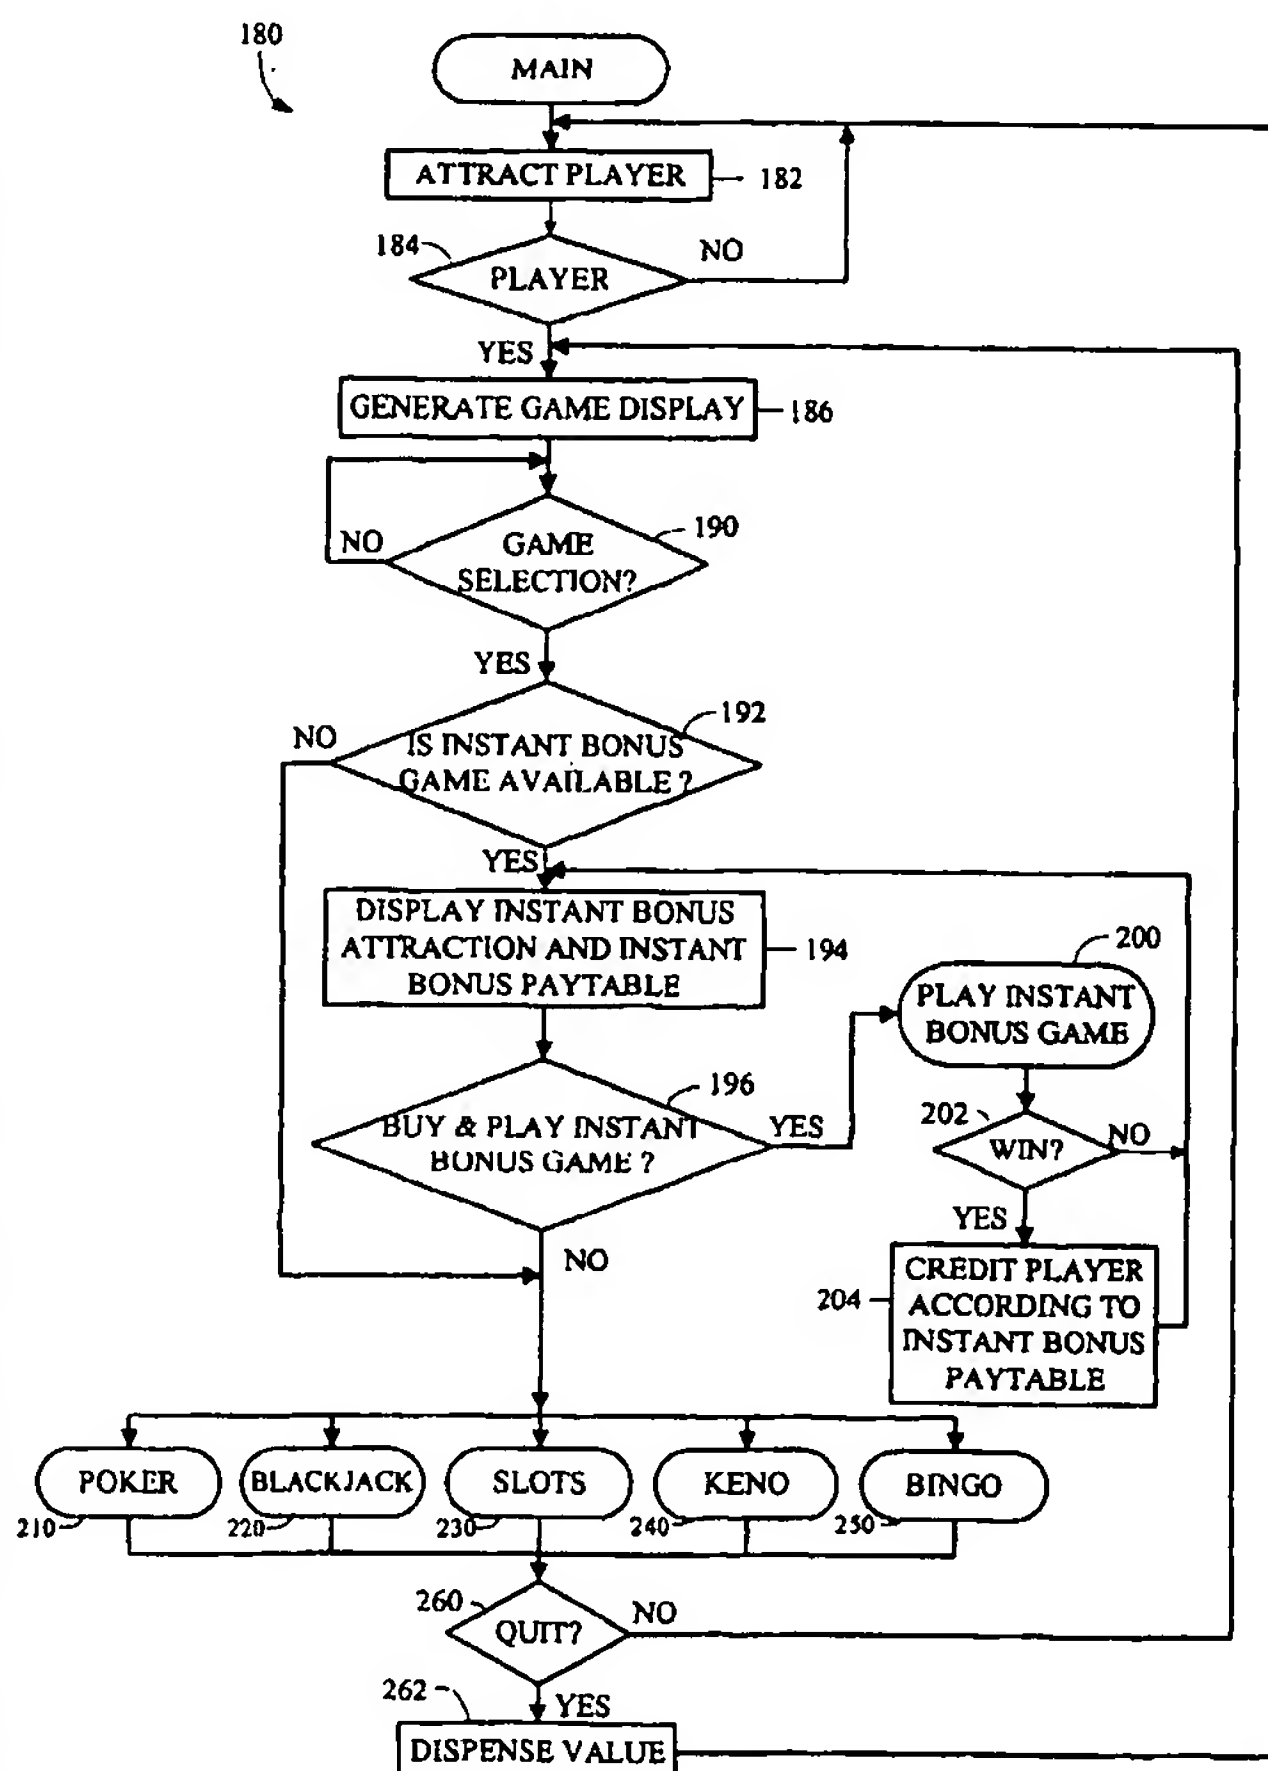 180
MAIN
ATTRACT PLAYER
182
184
PLAYER
NO
YES
GENERATE GAME DISPLAY
186
190
GAME
SELECTION?
NO
YES
192
IS INSTANT BONUS
GAME AVAILABLE ?
NO
YES
DISPLAY INSTANT BONUS
ATTRACTION AND INSTANT
BONUS PAYTABLE
194
200
PLAY INSTANT
BONUS GAME
196
BUY & PLAY INSTANT
BONUS GAME ?
YES
NO
202
WIN?
NO
YES
204
CREDIT PLAYER
ACCORDING TO
INSTANT BONUS
PAYTABLE
POKER
BLACKJACK
SLOTS
KENO
BINGO
210
220
230
240
250
260
QUIT?
NO
YES
262
DISPENSE VALUE